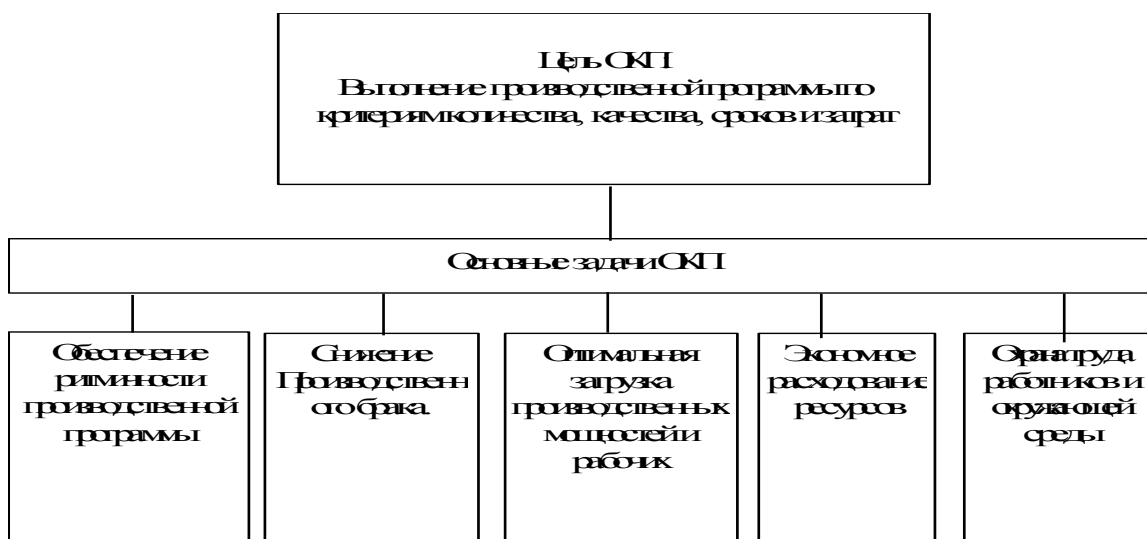 Цель ОКП
Выполнение производственной программы по
критериям количества, качества, сроков и затрат
Основные задачи ОКП
Обеспечение
ритминности
производственной
программы
Снижение
Производственн
ого брака.
Оптимальная
загрузка
производственных
мощностей и
рабочих
Экономное
расходование
ресурсов
Охрана труда
работников и
окружающей
среды